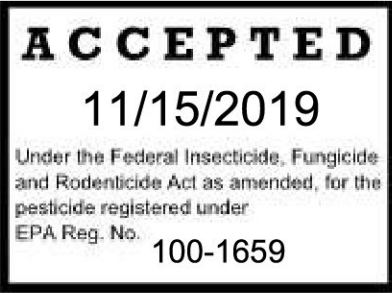 ACCEPTED
11/15/2019
Under the Federal Insecticide, Fungicide
and Rodenticide Act as amended, for the
pesticide registered under
EPA Reg. No. 100-1659